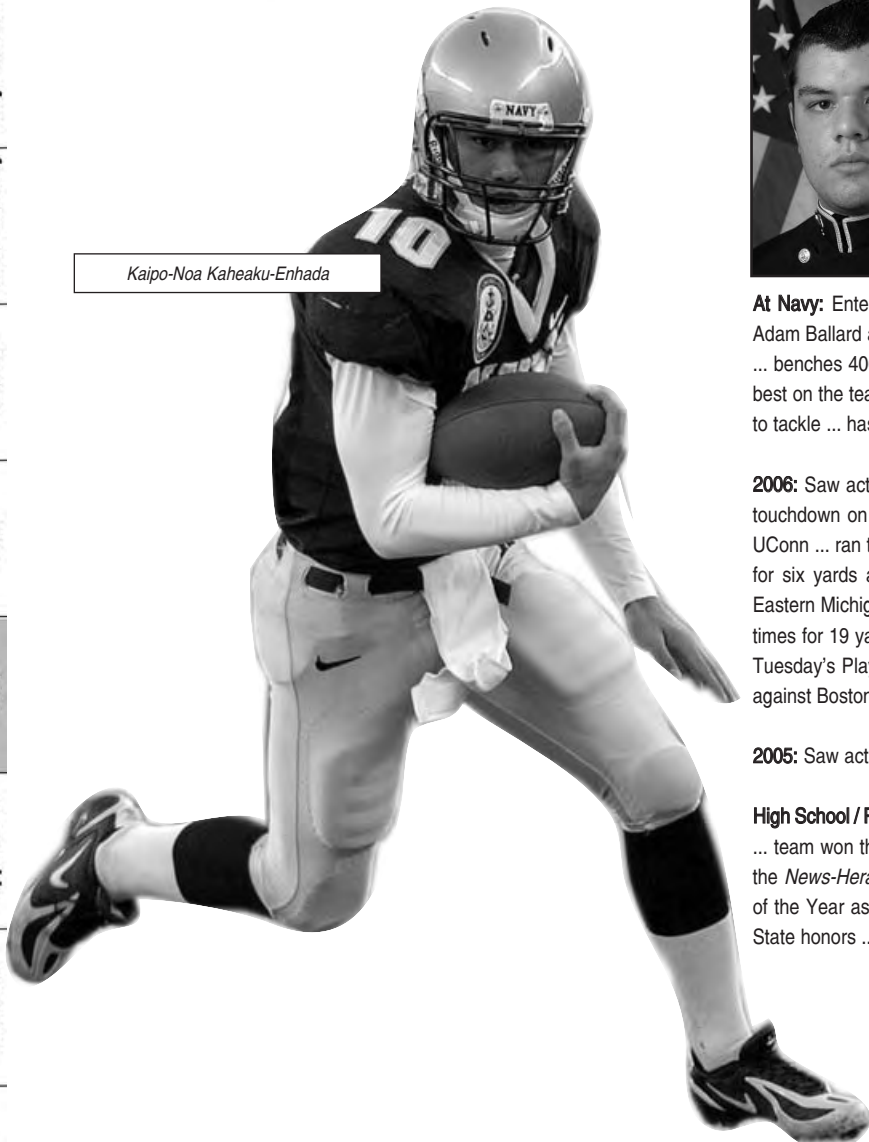 NAVY
10
Kaipo-Noa Kaheaku-Enhada
At Navy: Ente
Adam Ballard a
... benches 40
best on the tea
to tackle ... has
2006: Saw act
touchdown on
UConn ... ran f
for six yards a
Eastern Michig
times for 19 ya
Tuesday's Play
against Boston
2005: Saw act
High School / P
... team won th
the News-Hera
of the Year as
State honors ..